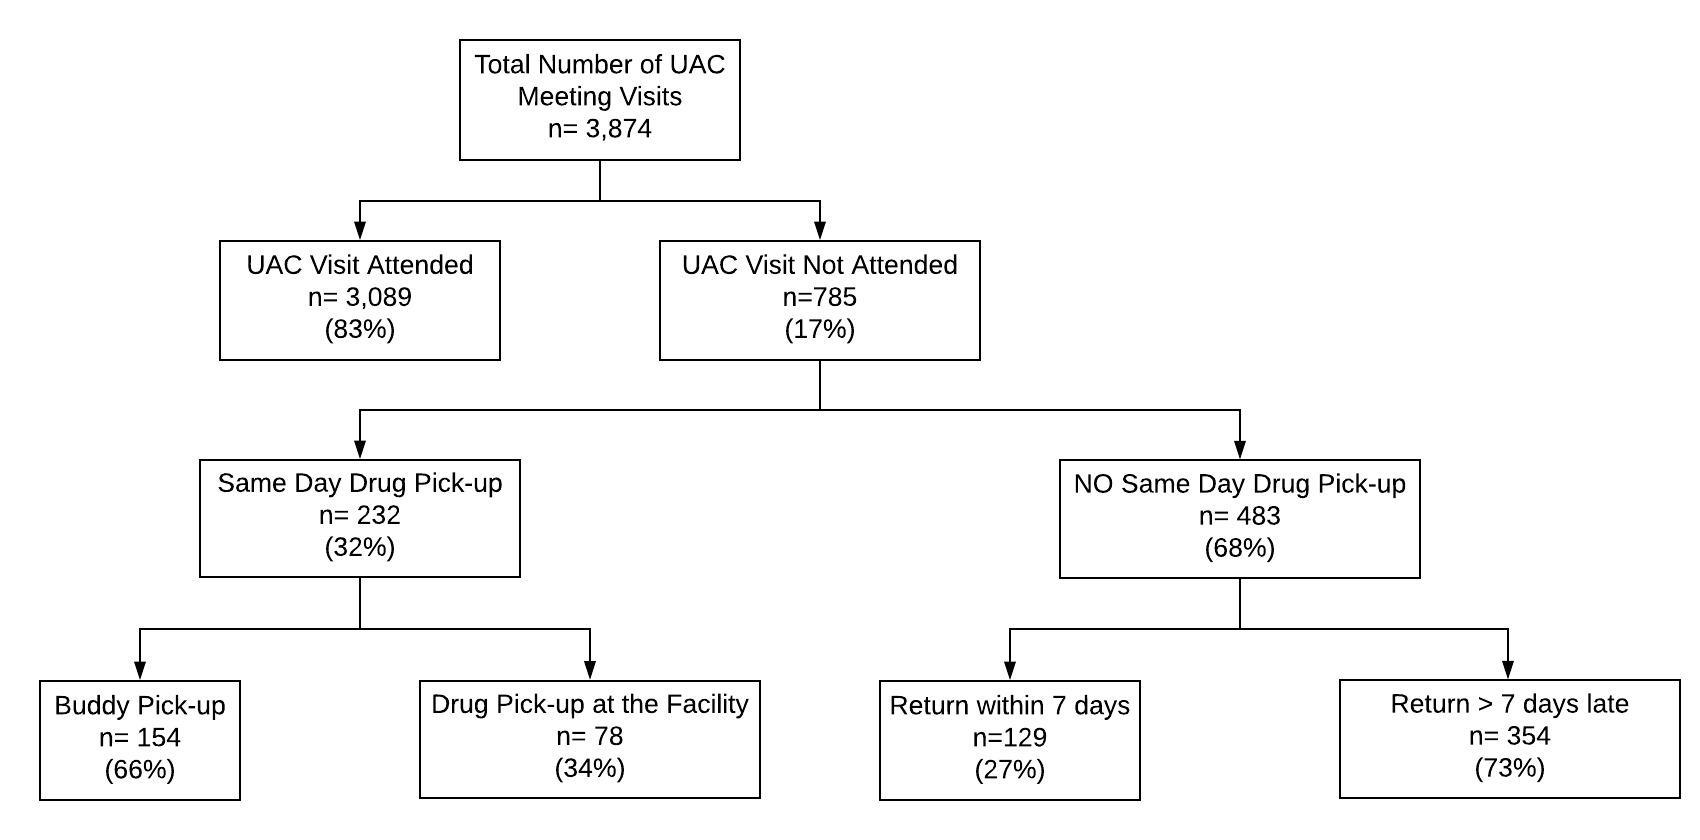 Total Number of UAC
Meeting Visits
n= 3,874
UAC Visit Attended
n= 3,089
(83%)
UAC Visit Not Attended
n=785
(17%)
Same Day Drug Pick-up
n= 232
(32%)
NO Same Day Drug Pick-up
n= 483
(68%)
Buddy Pick-up
n= 154
(66%)
Drug Pick-up at the Facility
n= 78
(34%)
Return within 7 days
n=129
(27%)
Return > 7 days late
n= 354
(73%)